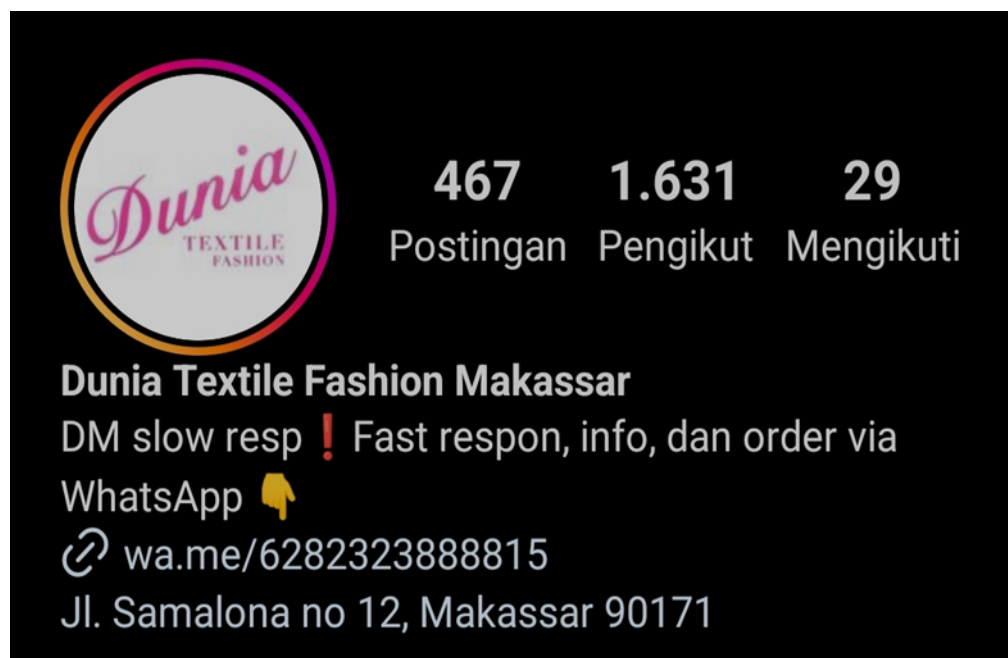 Dunia
TEXTILE
FASHION
467 1.631 29
Postingan Pengikut Mengikuti
Dunia Textile Fashion Makassar
DM slow resp❗Fast respon, info, dan order via
WhatsApp 👇
wa.me/6282323888815
Jl. Samalona no 12, Makassar 90171